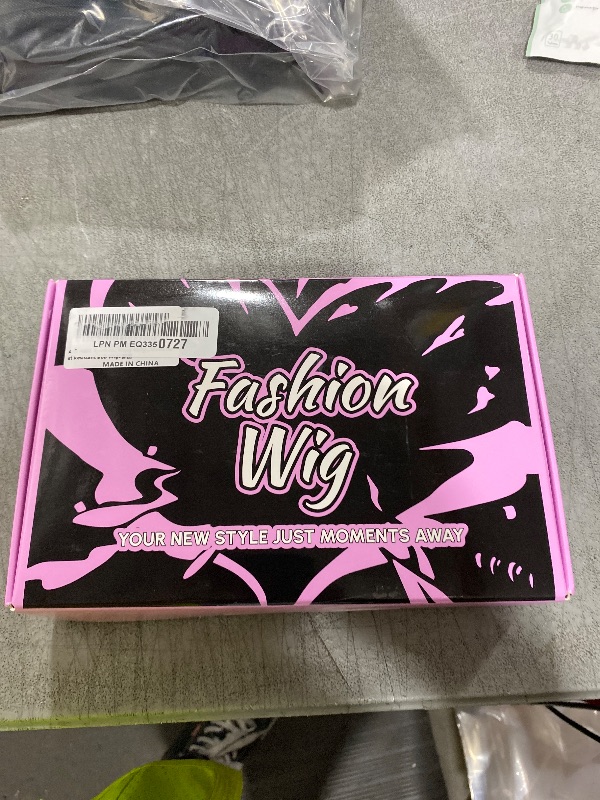 LPN PM EQ3350727
MADE IN CHINA
Fashion
Wig
YOUR NEW STYLE JUST MOMENTS AWAY